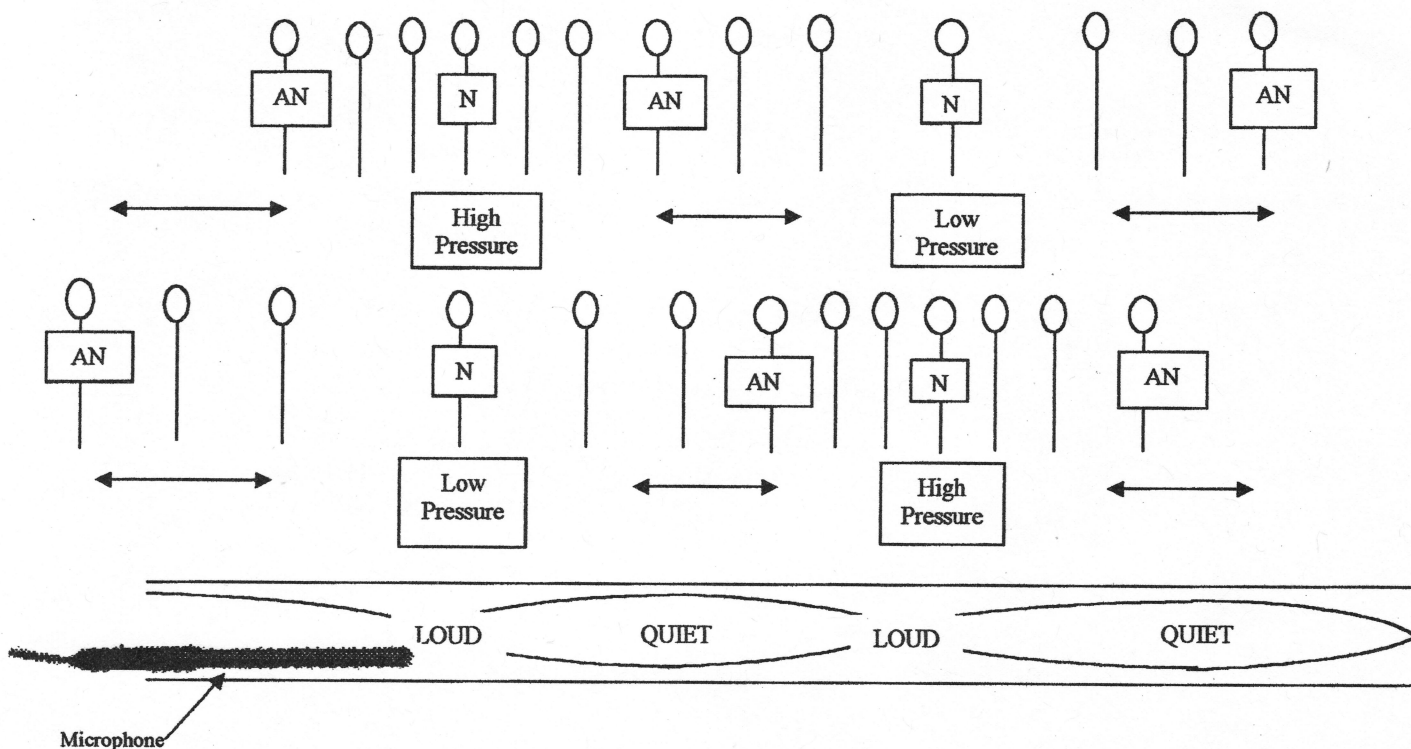 AN N AN N AN
High Pressure Low Pressure
AN N AN N AN
Low Pressure High Pressure
LOUD QUIET LOUD QUIET
Microphone